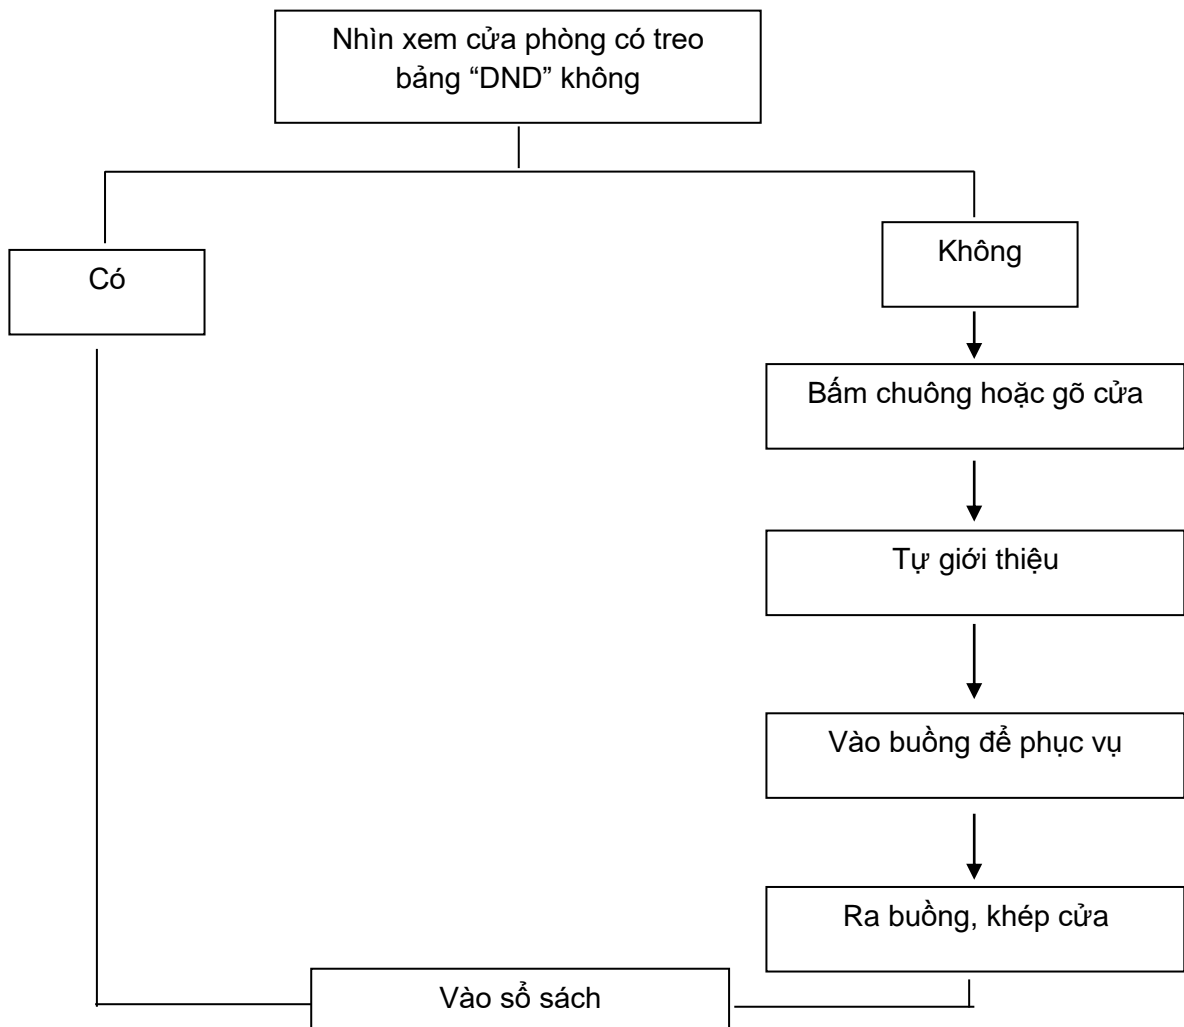 Nhìn xem cửa phòng có treo
bảng “DND” không
Có
Không
Bấm chuông hoặc gõ cửa
Tự giới thiệu
Vào buồng để phục vụ
Ra buồng, khép cửa
Vào sổ sách